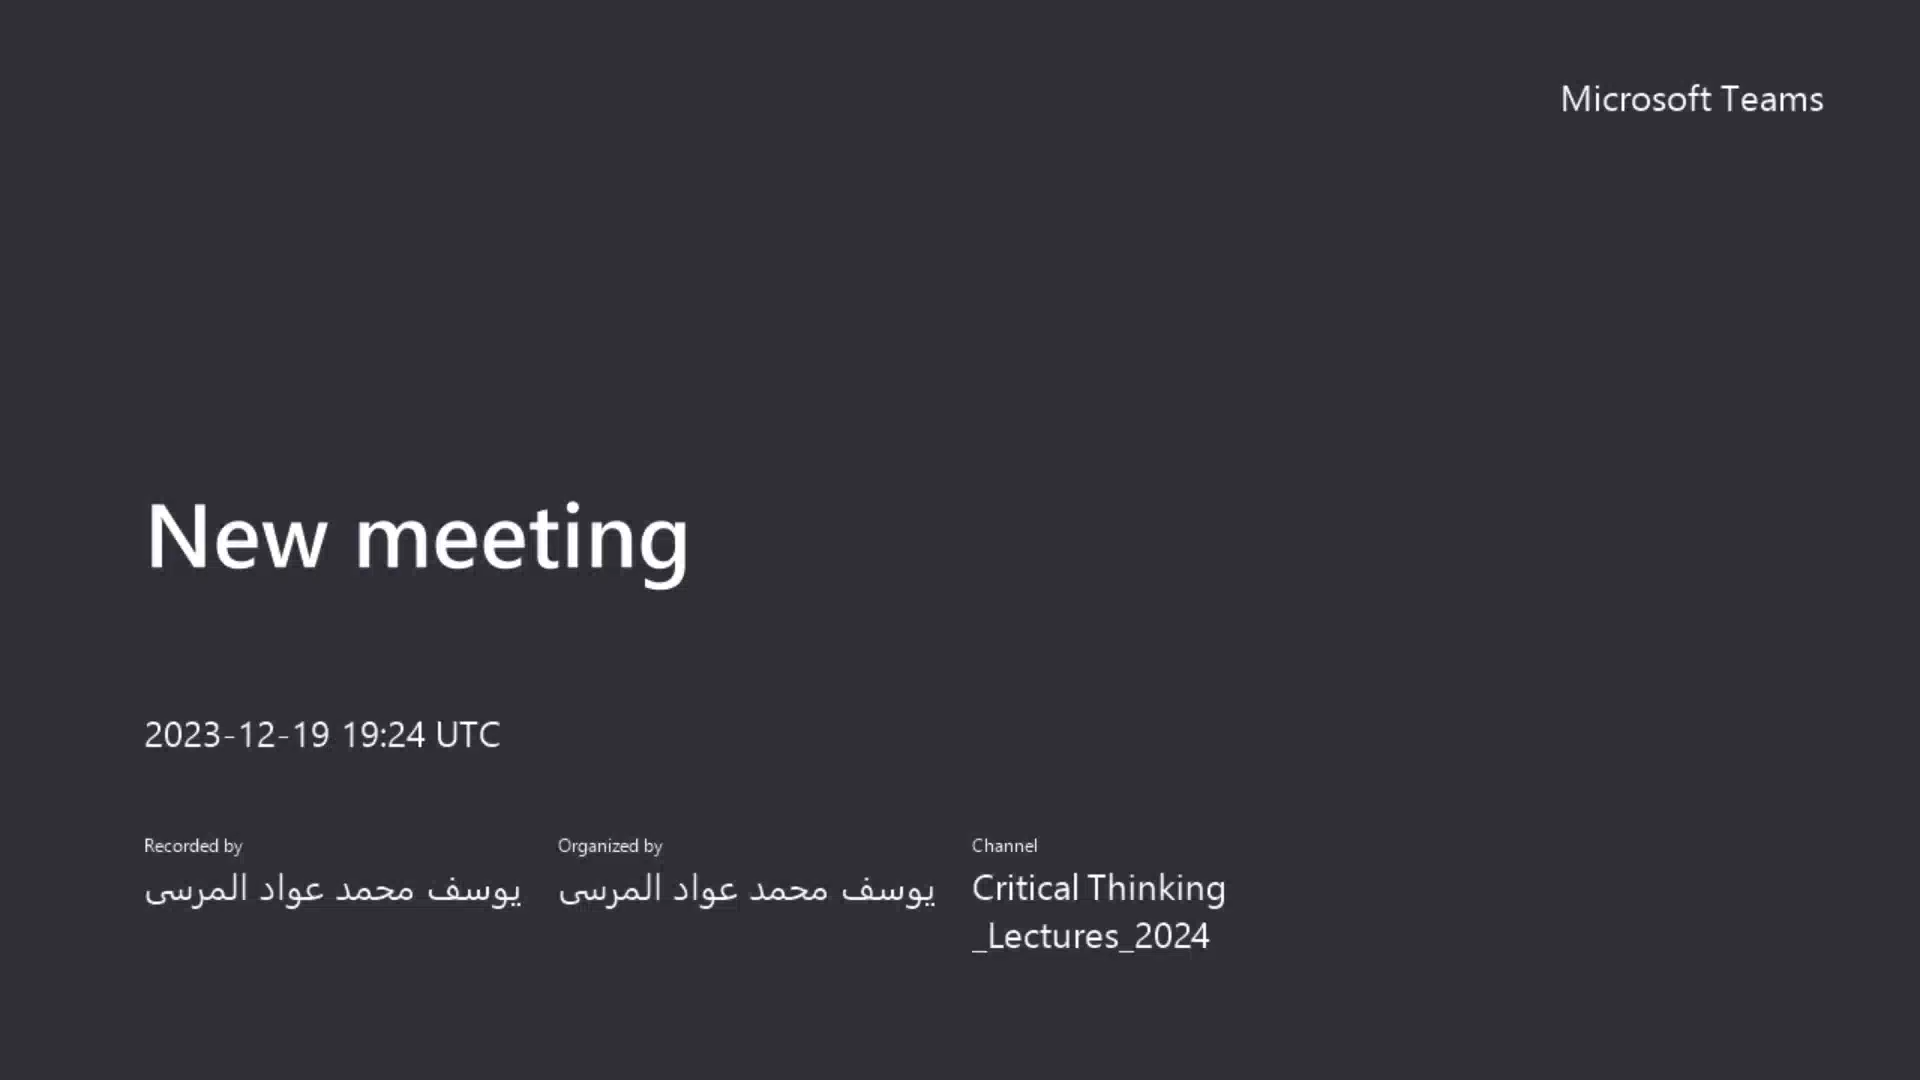 Microsoft Teams
New meeting
2023-12-19 19:24 UTC
Recorded by
يوسف محمد عواد المرسى
Organized by
يوسف محمد عواد المرسى
Channel
Critical Thinking
_Lectures_2024